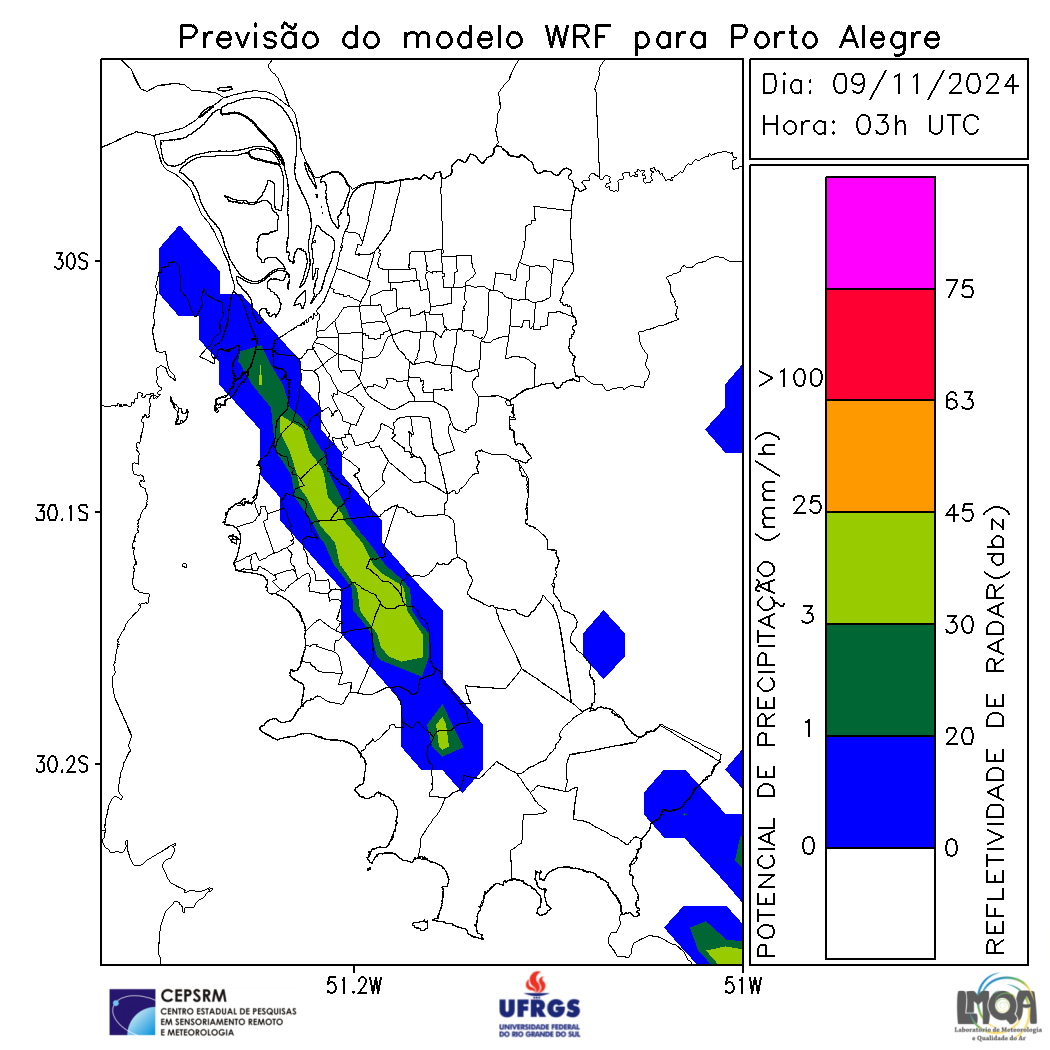 Previsão do modelo WRF para Porto Alegre
Dia: 09/11/2024
Hora: 03h UTC
30S
30.1S
30.2S
51.2W
51W
POTENCIAL DE PRECIPITAÇÃO (mm/h)
>100
25
3
1
0
75
63
45
30
20
0
REFLETIVIDADE DE RADAR(dbz)
CEPSRM
CENTRO ESTADUAL DE PESQUISAS
EM SENSORIAMENTO REMOTO
E METEOROLOGIA
UFRGS
UNIVERSIDADE FEDERAL
DO RIO GRANDE DO SUL
LMQA
Laboratório de Meteorologia
e Qualidade do Ar